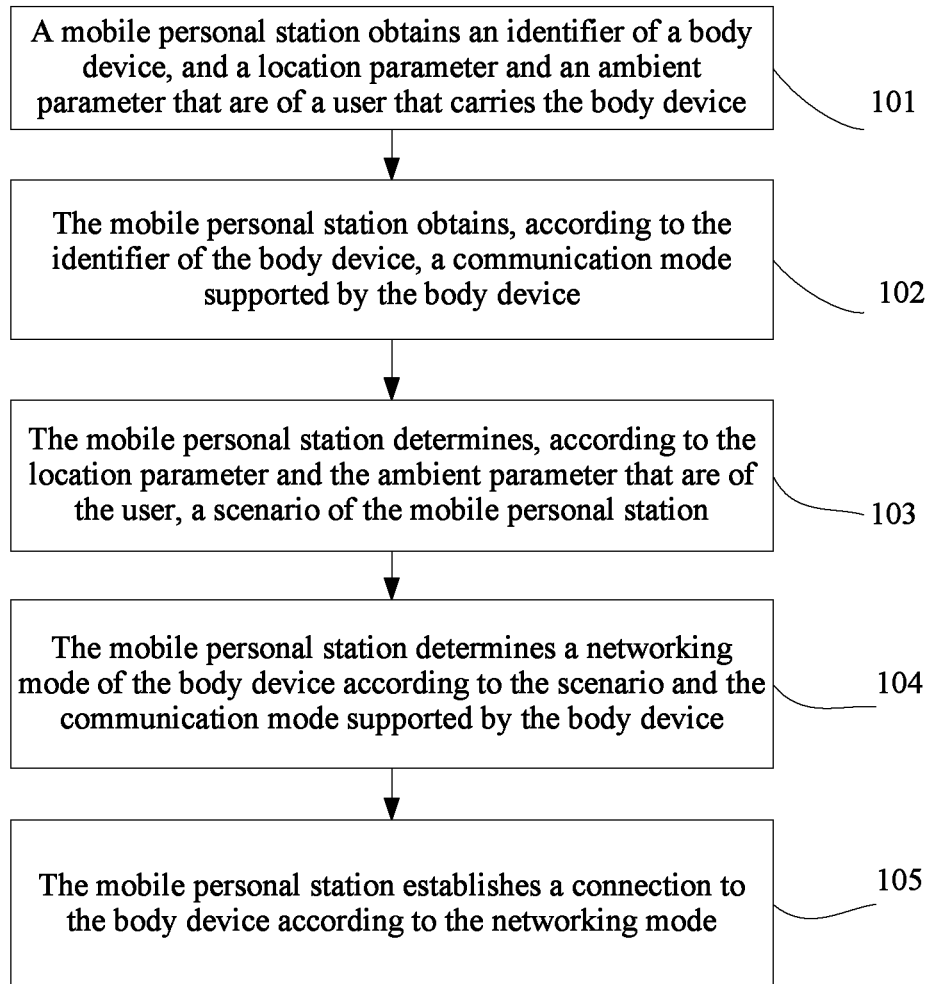 A mobile personal station obtains an identifier of a body
device, and a location parameter and an ambient
parameter that are of a user that carries the body device
101
The mobile personal station obtains, according to the
identifier of the body device, a communication mode
supported by the body device
102
The mobile personal station determines, according to the
location parameter and the ambient parameter that are of
the user, a scenario of the mobile personal station
103
The mobile personal station determines a networking
mode of the body device according to the scenario and the
communication mode supported by the body device
104
The mobile personal station establishes a connection to
the body device according to the networking mode
105